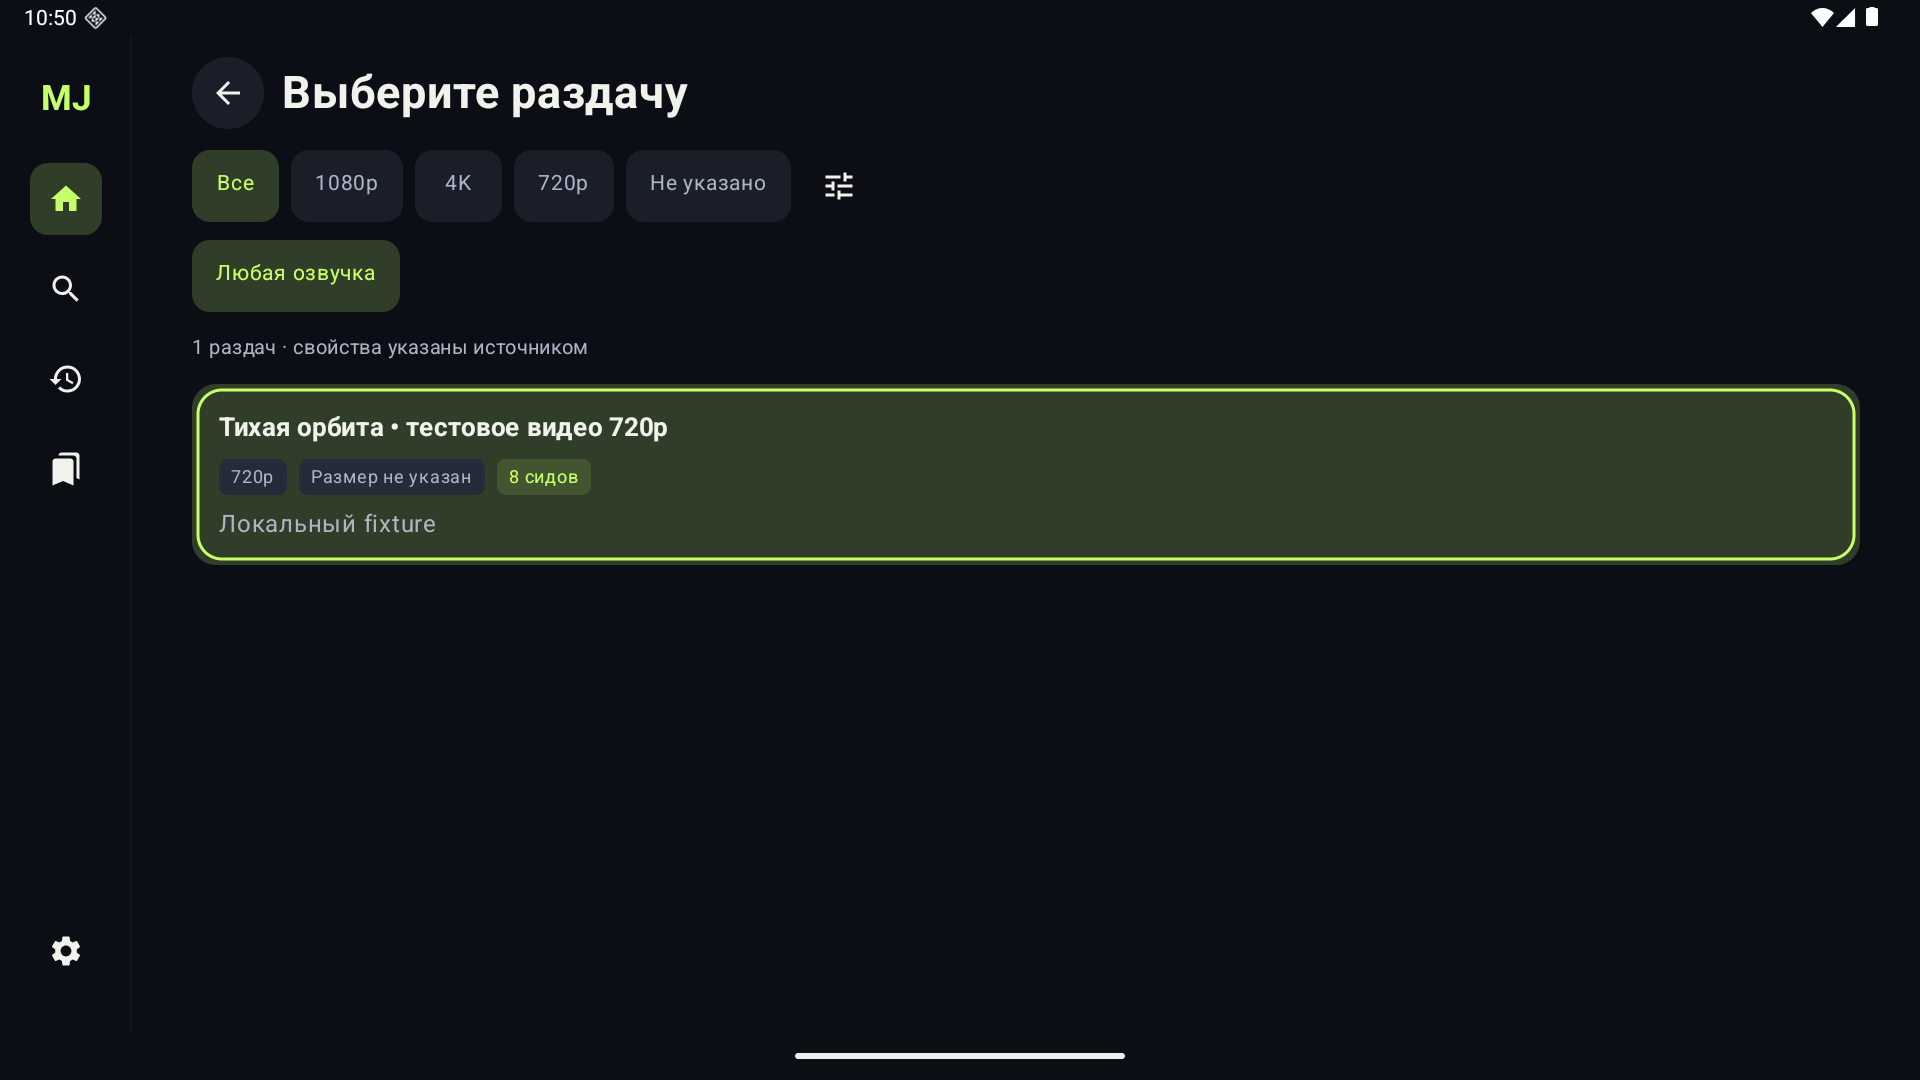 10:50
MJ
Выберите раздачу
Все 1080p 4K 720p Не указано
Любая озвучка
1 раздач · свойства указаны источником
Тихая орбита • тестовое видео 720p
720p Размер не указан 8 сидов
Локальный fixture